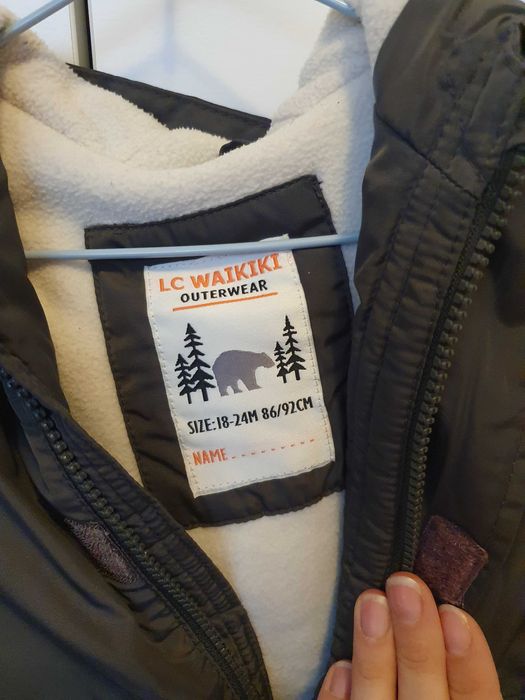 LC WAIKIKI
OUTERWEAR
SIZE:18-24M 86/92CM
NAME.........